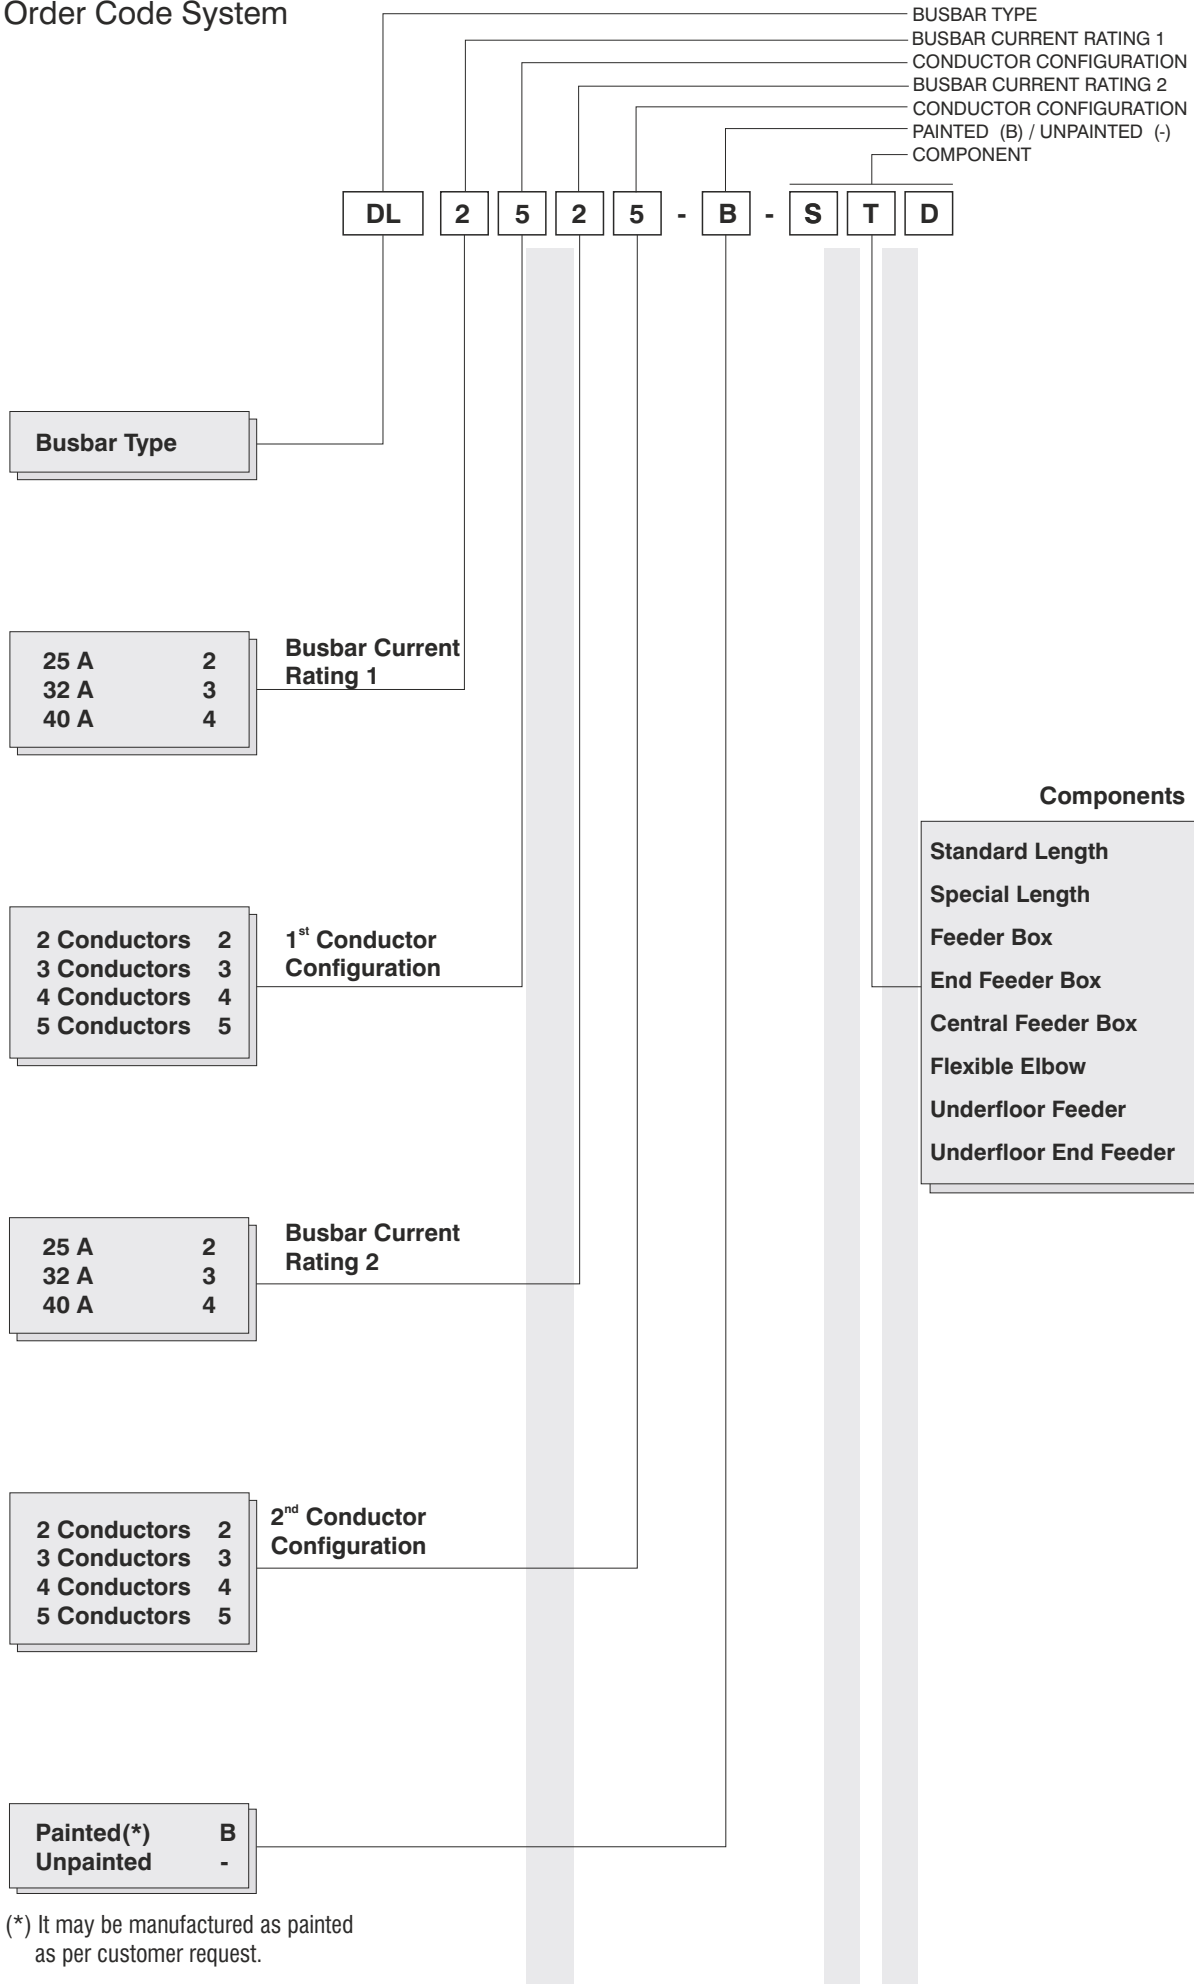 Order Code System
BUSBAR TYPE
BUSBAR CURRENT RATING 1
CONDUCTOR CONFIGURATION
BUSBAR CURRENT RATING 2
CONDUCTOR CONFIGURATION
PAINTED (B) / UNPAINTED (-)
COMPONENT
DL 2 5 2 5 - B - S T D
Busbar Type
25 A 2
32 A 3
40 A 4
Busbar Current
Rating 1
Components
Standard Length
Special Length
Feeder Box
End Feeder Box
Central Feeder Box
Flexible Elbow
Underfloor Feeder
Underfloor End Feeder
2 Conductors 2
3 Conductors 3
4 Conductors 4
5 Conductors 5
1st Conductor
Configuration
25 A 2
32 A 3
40 A 4
Busbar Current
Rating 2
2 Conductors 2
3 Conductors 3
4 Conductors 4
5 Conductors 5
2nd Conductor
Configuration
Painted(*) B
Unpainted -
(*) It may be manufactured as painted
as per customer request.